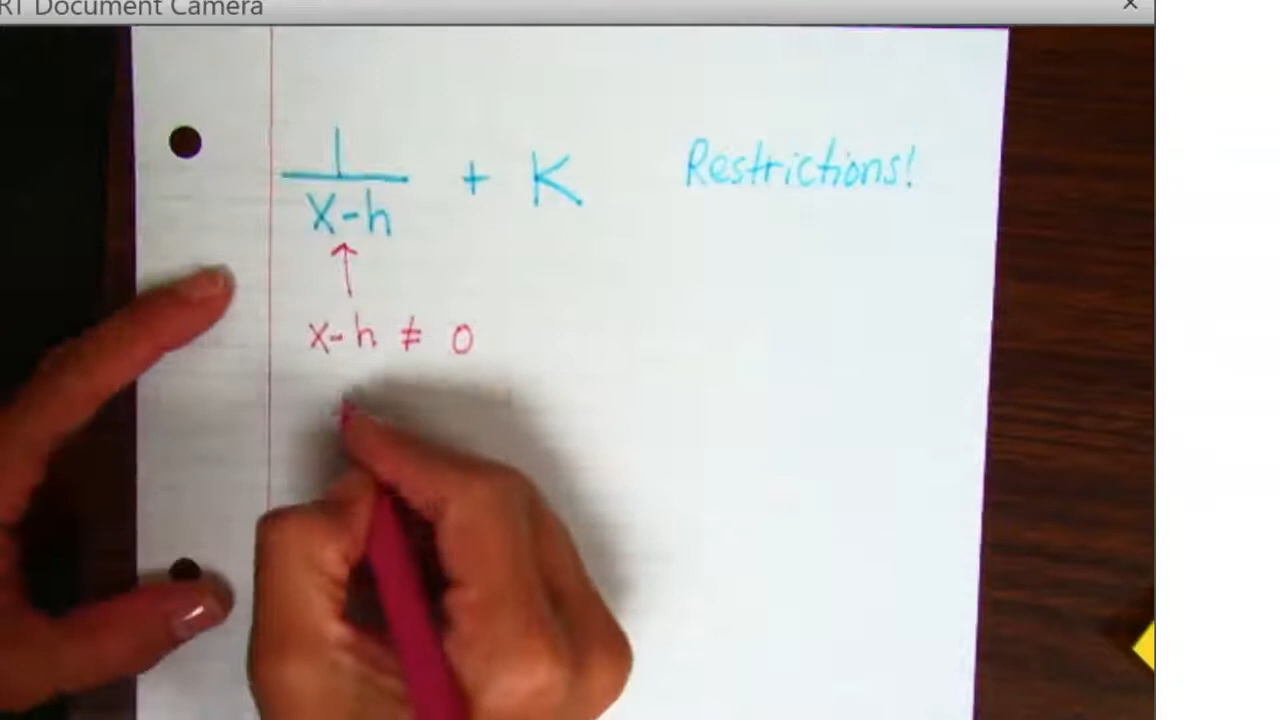 RT Document Camera
1
x-h + K Restrictions!
x-h ≠ 0